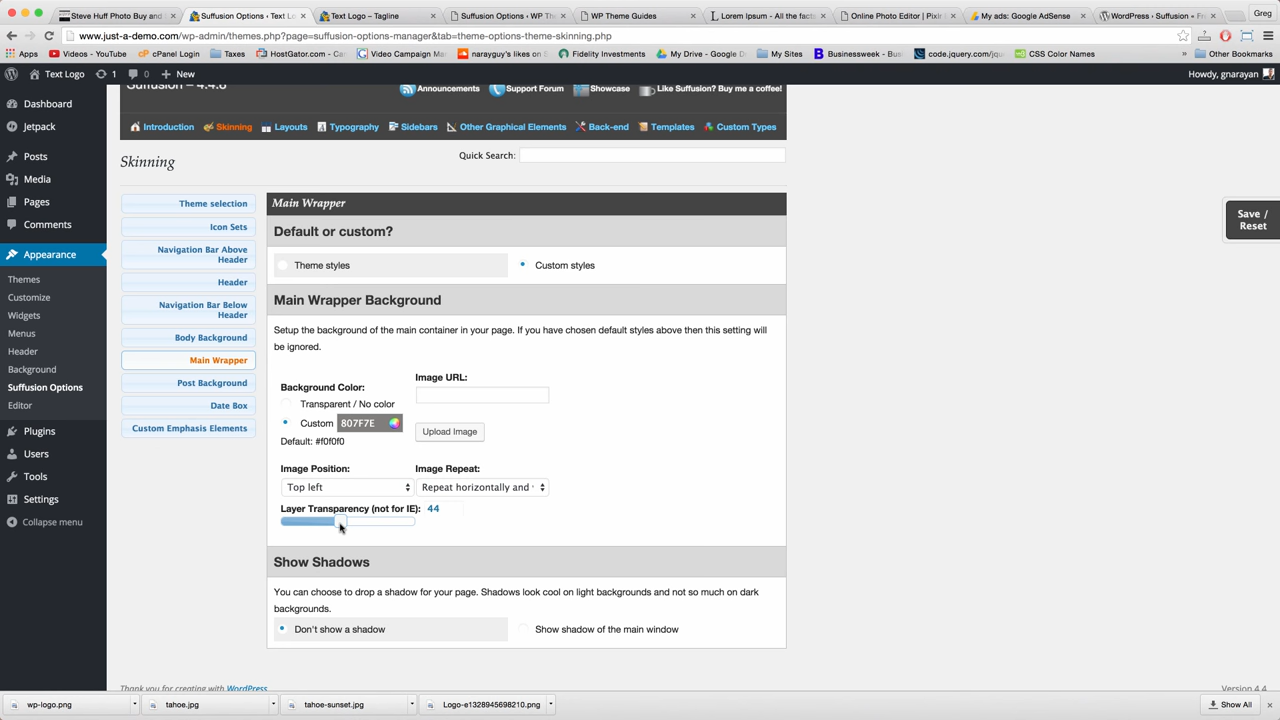 Steve Huff Photo Buy and
Suffusion Options ‹ Text L
Text Logo – Tagline
Suffusion Options - WP Th
WP Theme Guides
Lorem Ipsum - All the facts
Online Photo Editor | Pixlr
My ads: Google AdSense
WordPress › Suffusion « Fr
Greg
www.just-a-demo.com/wp-admin/themes.php?page=suffusion-options-manager&tab=theme-options-theme-skinning.php
Apps
Videos - YouTube
cPanel Login
Taxes
HostGator.com -
Video Campaign Ma
narayguy's likes on S
Fidelity Investments
My Drive - Google D
My Sites
Businessweek - Bus
code.jquery.com/jqu
CSS Color Names
»
Other Bookmarks
Text Logo
1
0
New
Howdy, gnarayan
Dashboard
Jetpack
Posts
Media
Pages
Comments
Appearance
Themes
Customize
Widgets
Menus
Header
Background
Suffusion Options
Editor
Plugins
Users
Tools
Settings
Collapse menu
Suffusion – 4.4.6
Announcements
Support Forum
Showcase
Like Suffusion? Buy me a coffee!
Introduction
Skinning
Layouts
Typography
Sidebars
Other Graphical Elements
Back-end
Templates
Custom Types
Skinning
Quick Search:
Save /
Reset
Theme selection
Icon Sets
Navigation Bar Above
Header
Header
Navigation Bar Below
Header
Body Background
Main Wrapper
Post Background
Date Box
Custom Emphasis Elements
Main Wrapper
Default or custom?
Theme styles
Custom styles
Main Wrapper Background
Setup the background of the main container in your page. If you have chosen default styles above then this setting will
be ignored.
Background Color:
Transparent / No color
Custom
807F7E
Default: #f0f0f0
Image URL:
Upload Image
Image Position:
Top left
Image Repeat:
Repeat horizontally and
Layer Transparency (not for IE): 44
Show Shadows
You can choose to drop a shadow for your page. Shadows look cool on light backgrounds and not so much on dark
backgrounds.
Don't show a shadow
Show shadow of the main window
Thank you for creating with WordPress
Version 4.4
wp-logo.png
tahoe.jpg
tahoe-sunset.jpg
Logo-e1328945698210.png
Show All